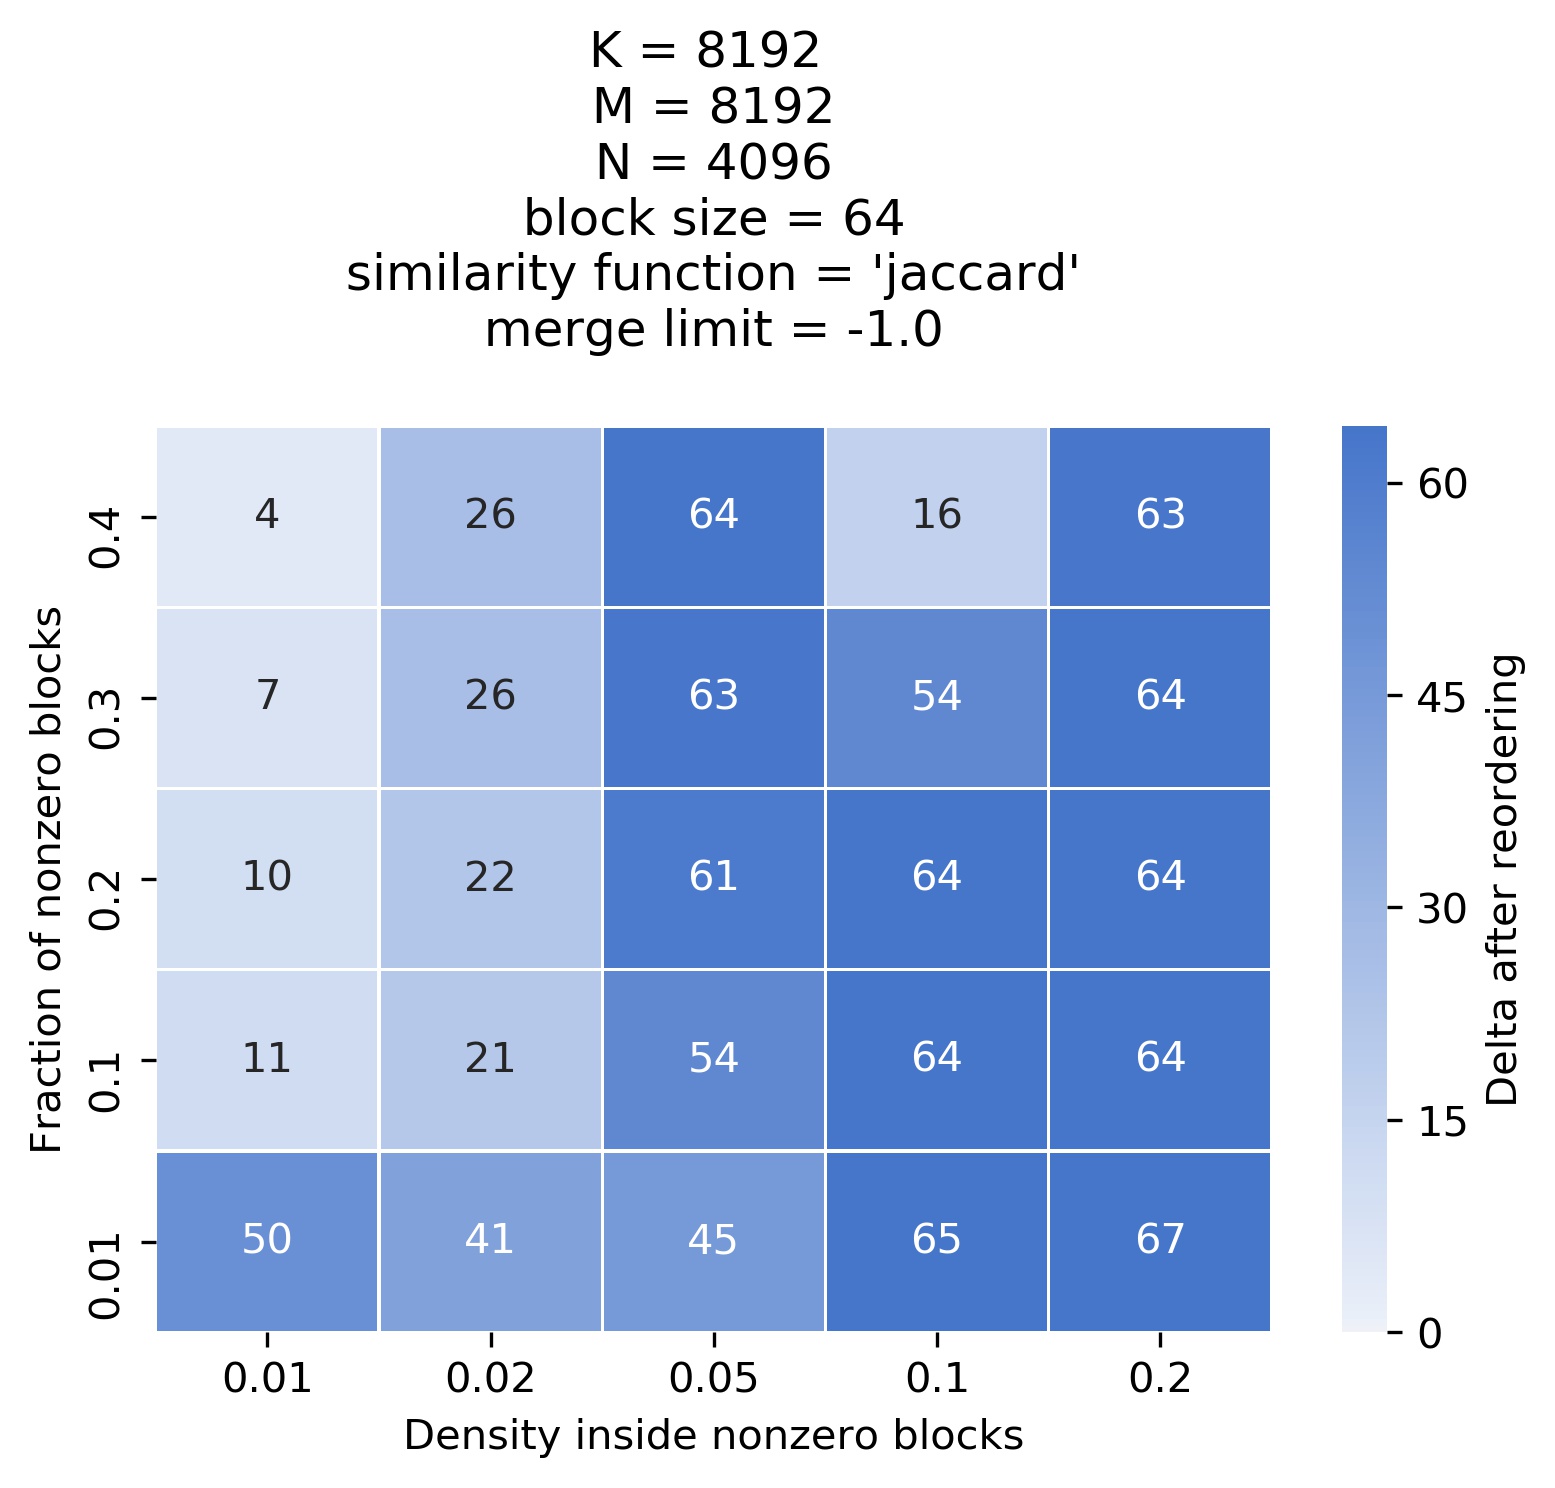 K = 8192
M = 8192
N = 4096
block size = 64
similarity function = 'jaccard'
merge limit = -1.0
4 26 64 16 63
7 26 63 54 64
10 22 61 64 64
11 21 54 64 64
50 41 45 65 67
0.4
0.3
0.2
0.1
0.01
Fraction of nonzero blocks
0.01 0.02 0.05 0.1 0.2
Density inside nonzero blocks
60
45
30
15
0
Delta after reordering